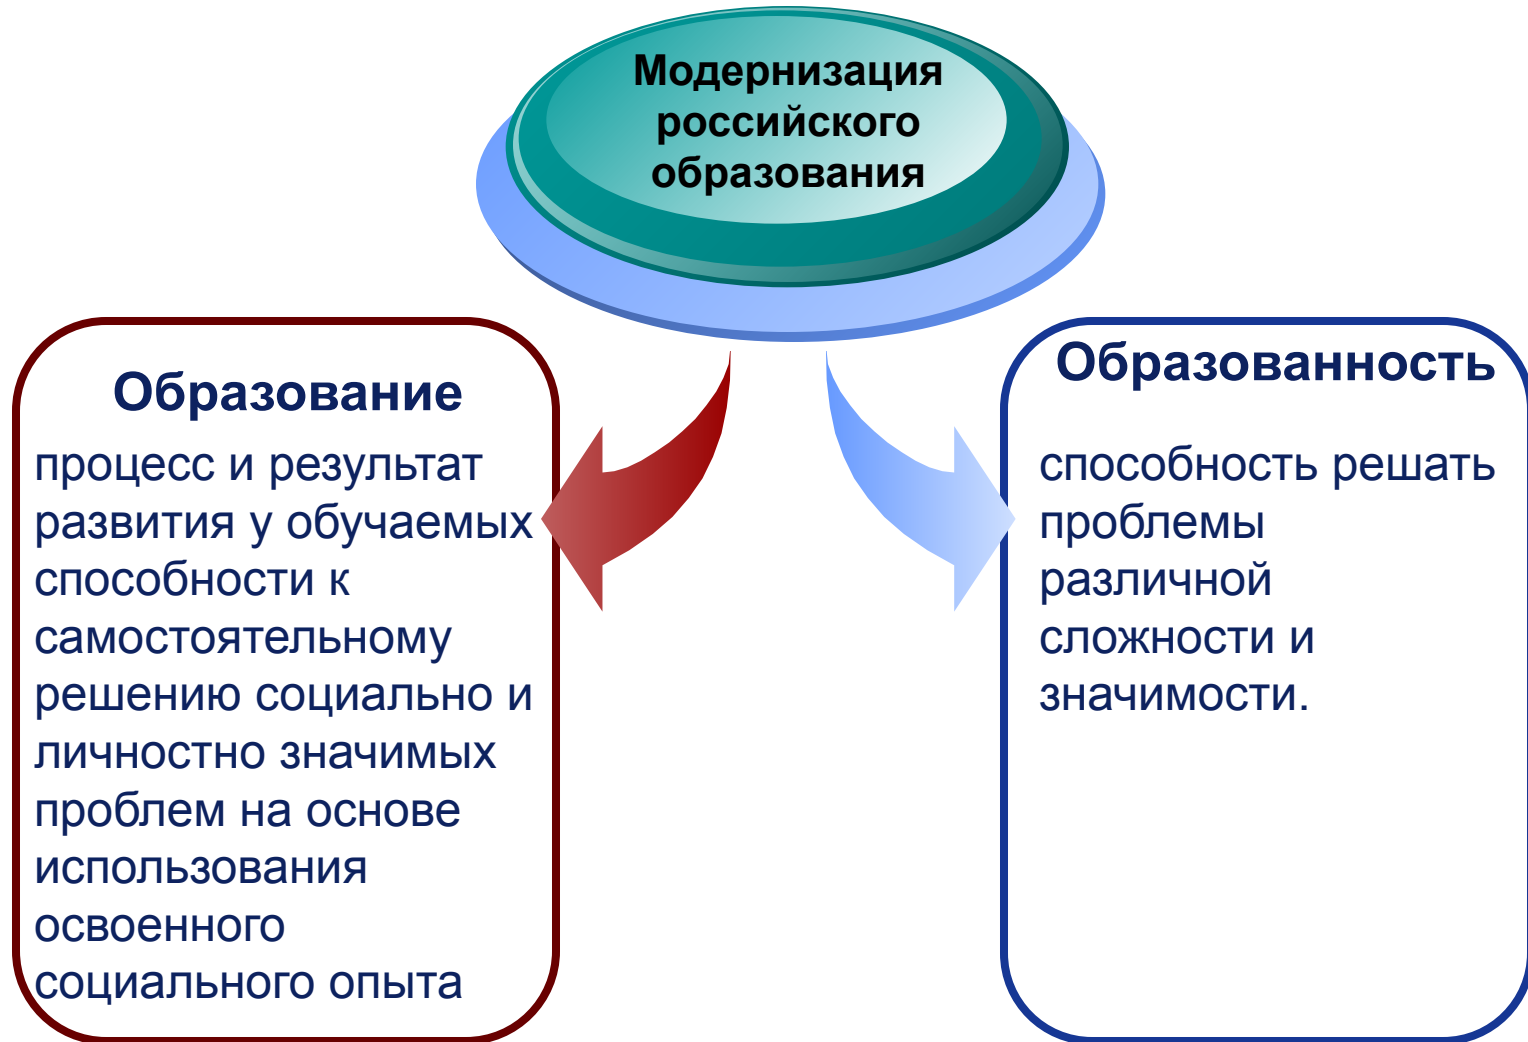 Модернизация
российского
образования
Образование
процесс и результат
развития у обучаемых
способности к
самостоятельному
решению социально и
личностно значимых
проблем на основе
использования
освоенного
социального опыта
Образованность
способность решать
проблемы
различной
сложности и
значимости.